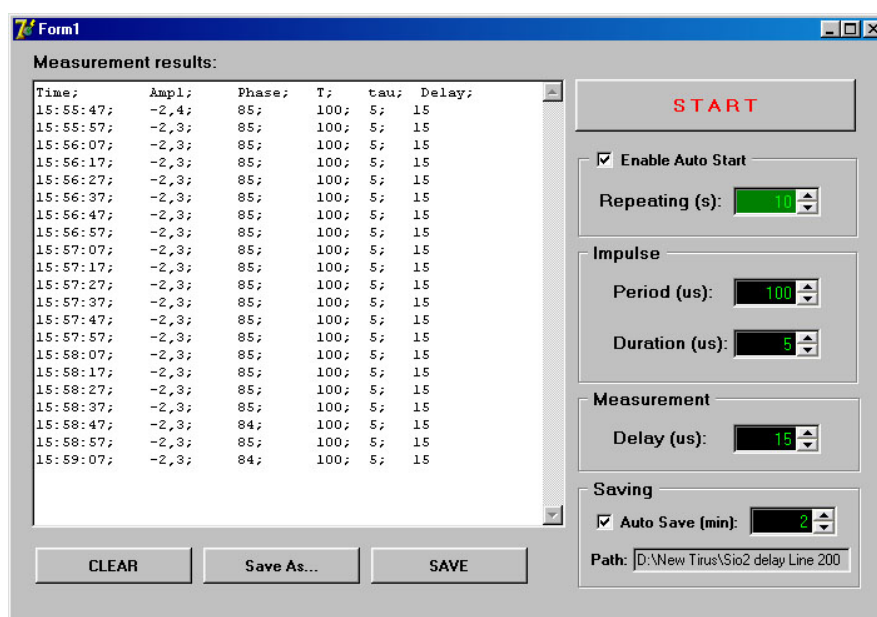 Form1
Measurement results:
Time; Ampl; Phase; T; tau; Delay;
15:55:47; -2,4; 85; 100; 5; 15
15:55:57; -2,3; 85; 100; 5; 15
15:56:07; -2,3; 85; 100; 5; 15
15:56:17; -2,3; 85; 100; 5; 15
15:56:27; -2,3; 85; 100; 5; 15
15:56:37; -2,3; 85; 100; 5; 15
15:56:47; -2,3; 85; 100; 5; 15
15:56:57; -2,3; 85; 100; 5; 15
15:57:07; -2,3; 85; 100; 5; 15
15:57:17; -2,3; 85; 100; 5; 15
15:57:27; -2,3; 85; 100; 5; 15
15:57:37; -2,3; 85; 100; 5; 15
15:57:47; -2,3; 85; 100; 5; 15
15:57:57; -2,3; 85; 100; 5; 15
15:58:07; -2,3; 85; 100; 5; 15
15:58:17; -2,3; 85; 100; 5; 15
15:58:27; -2,3; 85; 100; 5; 15
15:58:37; -2,3; 85; 100; 5; 15
15:58:47; -2,3; 84; 100; 5; 15
15:58:57; -2,3; 85; 100; 5; 15
15:59:07; -2,3; 84; 100; 5; 15
CLEAR
Save As...
SAVE
START
Enable Auto Start
Repeating (s): 10
Impulse
Period (us): 100
Duration (us): 5
Measurement
Delay (us): 15
Saving
Auto Save (min): 2
Path: D:\New Tirus\Sio2 delay Line 200